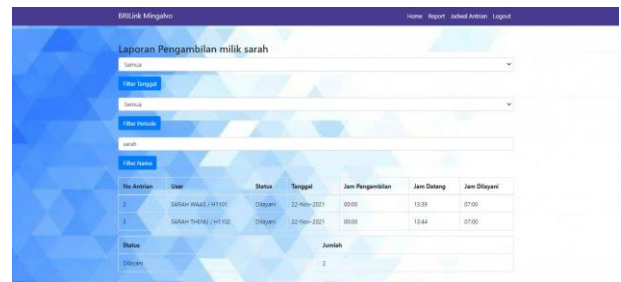 BRILink Mingalvo Home Report Jadwal Antrian Logout
Laporan Pengambilan milik sarah
Semua
Filter Tanggal
Semua
Filter Periode
sarah
Filter Nama
No Antrian User Status Tanggal Jam Pengambilan Jam Datang Jam Dilayani
2 SARAH WAAS / H1101 Dilayani 22-Nov-2021 00:00 13:39 07:00
3 SARAH THENU / H1102 Dilayani 22-Nov-2021 00:00 13:44 07:00
Status Jumlah
Dilayani 2